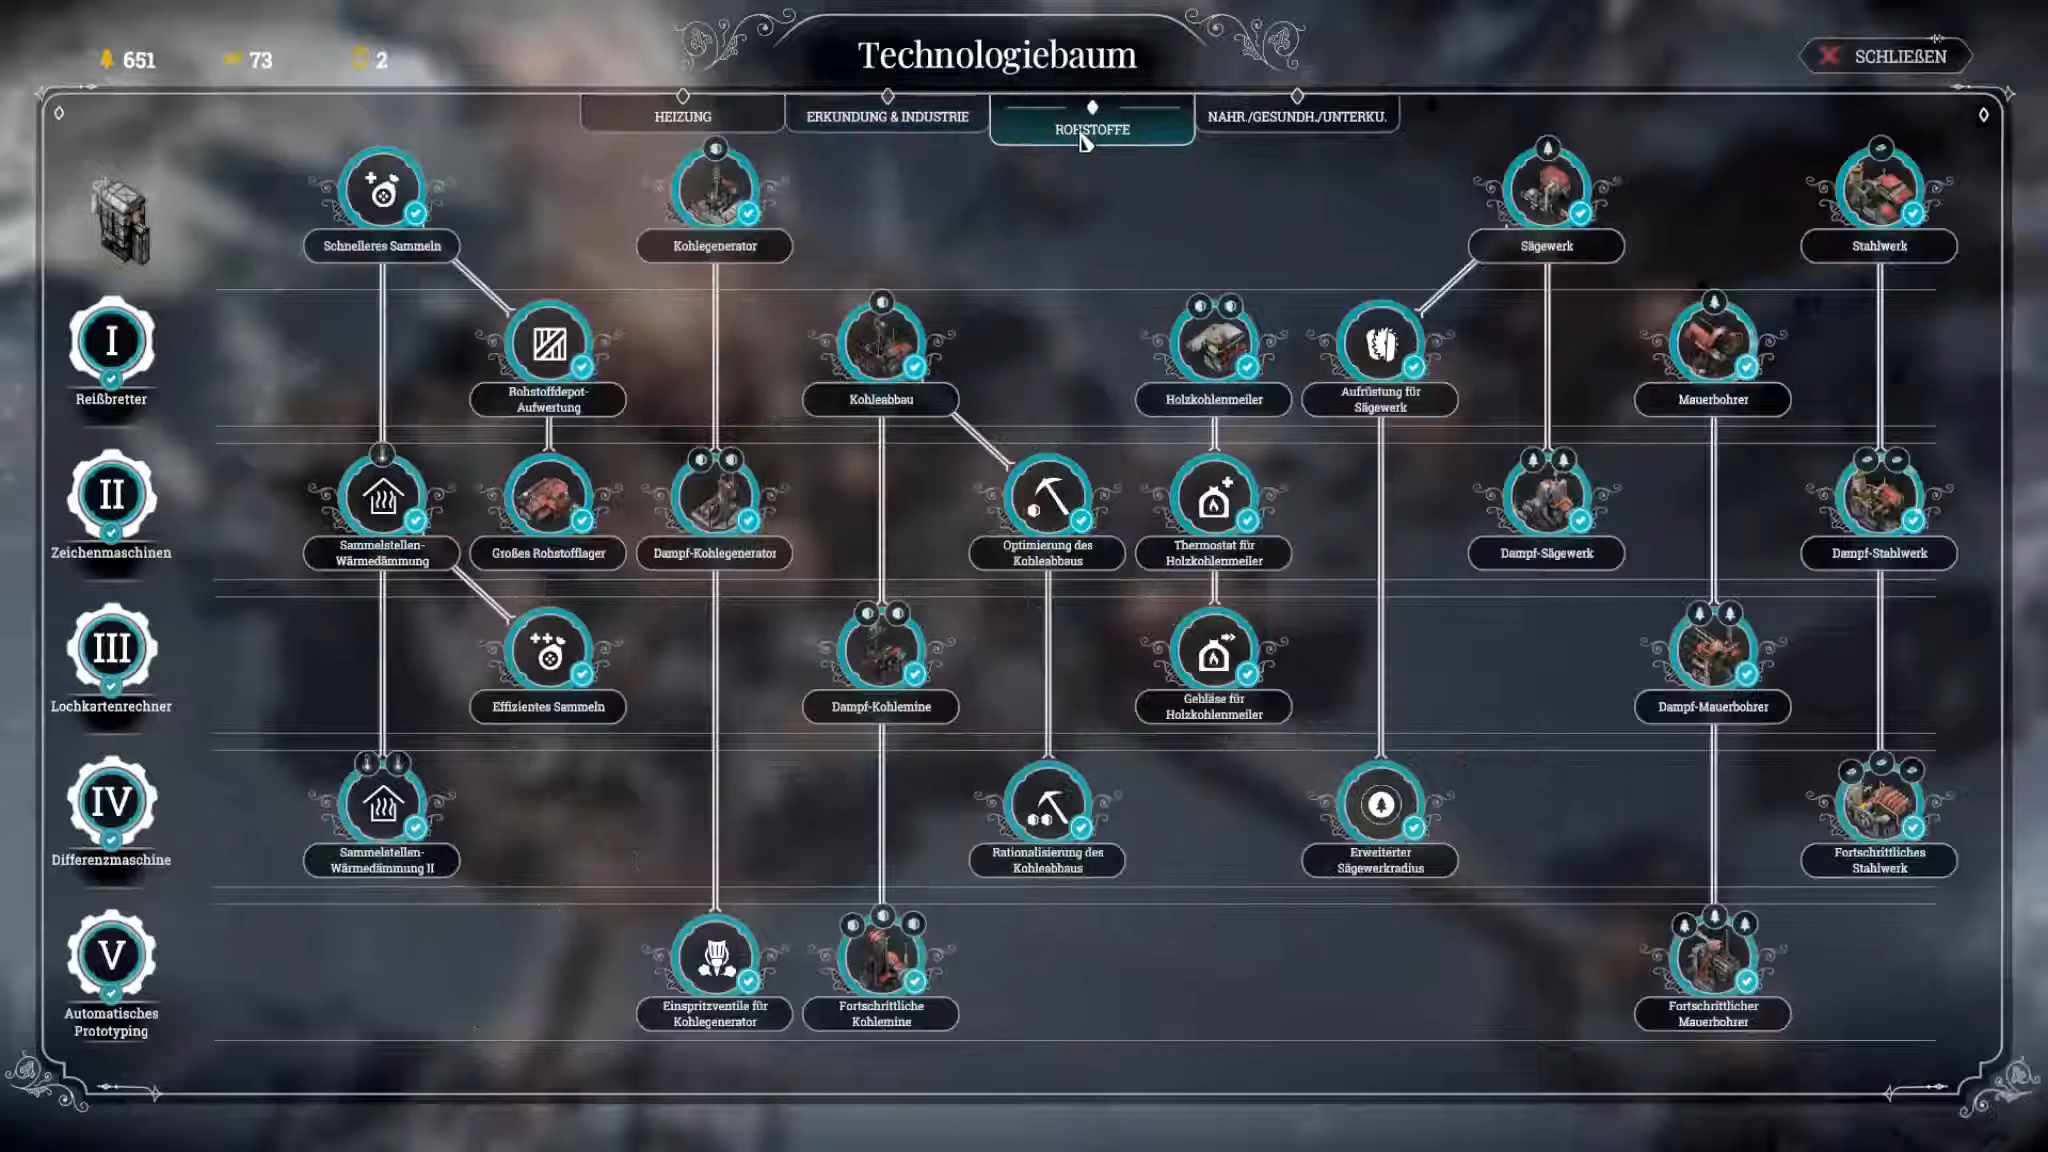 651 73 2
Technologiebaum
SCHLIEẞEN
HEIZUNG
ERKUNDUNG & INDUSTRIE
ROHSTOFFE
NAHR./GESUNDH./UNTERKU.
Schnelleres Sammeln
Kohlegenerator
Sägewerk
Stahlwerk
I
Reißbretter
Rohstoffdepot-
Aufwertung
Kohleabbau
Holzkohlenmeiler
Aufrüstung für
Sägewerk
Mauerbohrer
II
Zeichenmaschinen
Sammelstellen-
Wärmedämmung
Großes Rohstofflager
Dampf-Kohlegenerator
Optimierung des
Kohleabbaus
Thermostat für
Holzkohlenmeiler
Dampf-Sägewerk
Dampf-Stahlwerk
III
Lochkartenrechner
Effizientes Sammeln
Dampf-Kohlemine
Gebläse für
Holzkohlenmeiler
Dampf-Mauerbohrer
IV
Differenzmaschine
Sammelstellen-
Wärmedämmung II
Rationalisierung des
Kohleabbaus
Erweiterter
Sägewerkradius
Fortschrittliches
Stahlwerk
V
Automatisches
Prototyping
Einspritzventile für
Kohlegenerator
Fortschrittliche
Kohlemine
Fortschrittlicher
Mauerbohrer